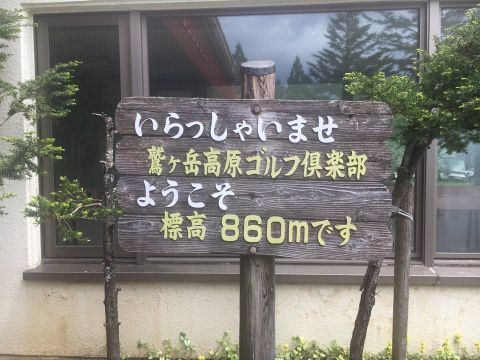 いらっしゃいませ
鷲ヶ岳高原ゴルフ倶楽部
ようこそ
標高 860mです